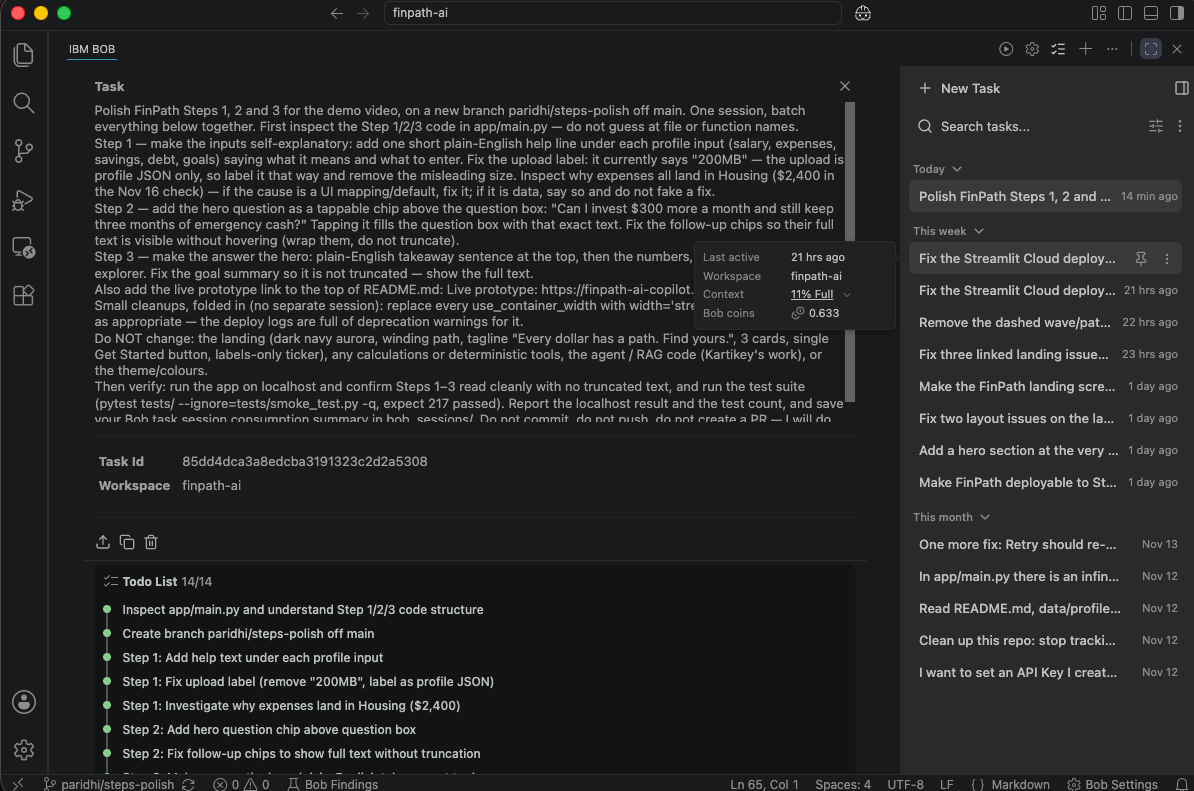 finpath-ai
IBM BOB
Task
Polish FinPath Steps 1, 2 and 3 for the demo video, on a new branch paridhi/steps-polish off main. One session, batch
everything below together. First inspect the Step 1/2/3 code in app/main.py — do not guess at file or function names.
Step 1 — make the inputs self-explanatory: add one short plain-English help line under each profile input (salary, expenses,
savings, debt, goals) saying what it means and what to enter. Fix the upload label: it currently says "200MB" — the upload is
profile JSON only, so label it that way and remove the misleading size. Inspect why expenses all land in Housing ($2,400 in
the Nov 16 check) — if the cause is a UI mapping/default, fix it; if it is data, say so and do not fake a fix.
Step 2 — add the hero question as a tappable chip above the question box: "Can I invest $300 more a month and still keep
three months of emergency cash?" Tapping it fills the question box with that exact text. Fix the follow-up chips so their full
text is visible without hovering (wrap them, do not truncate).
Step 3 — make the answer the hero: plain-English takeaway sentence at the top, then the numbers,
explorer. Fix the goal summary so it is not truncated — show the full text.
Also add the live prototype link to the top of README.md: Live prototype: https://finpath-ai-copilot.
Small cleanups, folded in (no separate session): replace every use_container_width with width='stre
as appropriate — the deploy logs are full of deprecation warnings for it.
Do NOT change: the landing (dark navy aurora, winding path, tagline "Every dollar has a path. Find yours.", 3 cards, single
Get Started button, labels-only ticker), any calculations or deterministic tools, the agent / RAG code (Kartikey's work), or
the theme/colours.
Then verify: run the app on localhost and confirm Steps 1–3 read cleanly with no truncated text, and run the test suite
(pytest tests/ --ignore=tests/smoke_test.py -q, expect 217 passed). Report the localhost result and the test count, and save
your Bob task session consumption summary in bob_sessions/. Do not commit, do not push, do not create a PR — I will do
Last active 21 hrs ago
Workspace finpath-ai
Context 11% Full
Bob coins 0.633
Task Id 85dd4dca3a8edcba3191323c2d2a5308
Workspace finpath-ai
Todo List 14/14
Inspect app/main.py and understand Step 1/2/3 code structure
Create branch paridhi/steps-polish off main
Step 1: Add help text under each profile input
Step 1: Fix upload label (remove "200MB", label as profile JSON)
Step 1: Investigate why expenses land in Housing ($2,400)
Step 2: Add hero question chip above question box
Step 2: Fix follow-up chips to show full text without truncation
New Task
Search tasks...
Today
Polish FinPath Steps 1, 2 and ... 14 min ago
This week
Fix the Streamlit Cloud deploy...
Fix the Streamlit Cloud deploy... 21 hrs ago
Remove the dashed wave/pat... 22 hrs ago
Fix three linked landing issue... 23 hrs ago
Make the FinPath landing scre... 1 day ago
Fix two layout issues on the la... 1 day ago
Add a hero section at the very ... 1 day ago
Make FinPath deployable to St... 1 day ago
This month
One more fix: Retry should re-... Nov 13
In app/main.py there is an infin... Nov 12
Read README.md, data/profile... Nov 12
Clean up this repo: stop tracki... Nov 12
I want to set an API Key I creat... Nov 12
paridhi/steps-polish 0 0 Bob Findings Ln 65, Col 1 Spaces: 4 UTF-8 LF { } Markdown Bob Settings